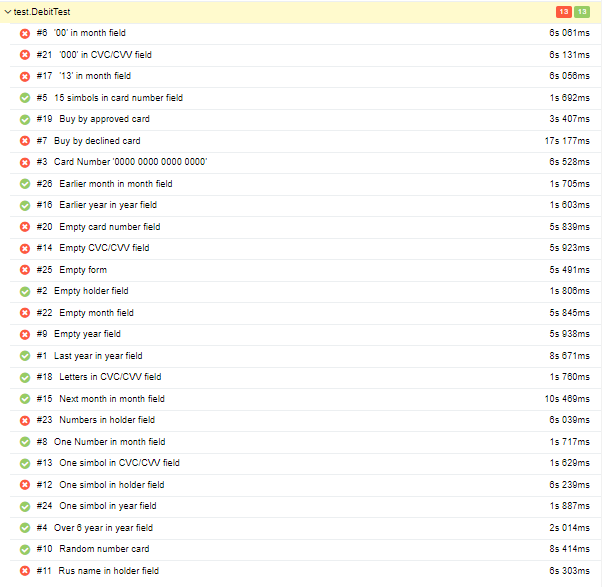 test.DebitTest 13 13
#6 '00' in month field 6s 061ms
#21 '000' in CVC/CVV field 6s 131ms
#17 '13' in month field 6s 056ms
#5 15 simbols in card number field 1s 692ms
#19 Buy by approved card 3s 407ms
#7 Buy by declined card 17s 177ms
#3 Card Number '0000 0000 0000 0000' 6s 528ms
#26 Earlier month in month field 1s 705ms
#16 Earlier year in year field 1s 603ms
#20 Empty card number field 5s 839ms
#14 Empty CVC/CVV field 5s 923ms
#25 Empty form 5s 491ms
#2 Empty holder field 1s 806ms
#22 Empty month field 5s 845ms
#9 Empty year field 5s 938ms
#1 Last year in year field 8s 671ms
#18 Letters in CVC/CVV field 1s 760ms
#15 Next month in month field 10s 469ms
#23 Numbers in holder field 6s 039ms
#8 One Number in month field 1s 717ms
#13 One simbol in CVC/CVV field 1s 629ms
#12 One simbol in holder field 6s 239ms
#24 One simbol in year field 1s 887ms
#4 Over 6 year in year field 2s 014ms
#10 Random number card 8s 414ms
#11 Rus name in holder field 6s 303ms